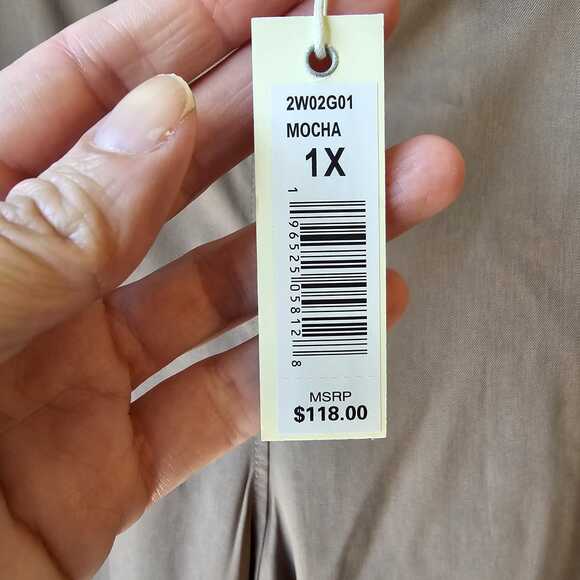 2W02G01
MOCHA
1X
1 96525 05812 8
MSRP
$118.00